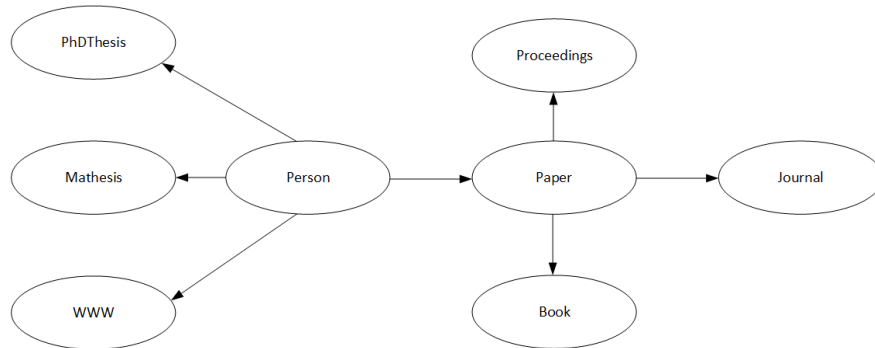 PhDThesis
Proceedings
Mathesis
Person
Paper
Journal
WWW
Book